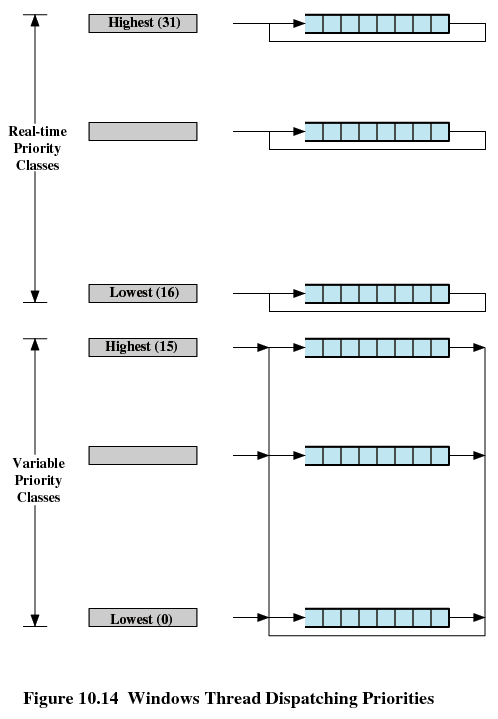 Highest (31)
Real-time
Priority
Classes
Lowest (16)
Highest (15)
Variable
Priority
Classes
Lowest (0)
Figure 10.14 Windows Thread Dispatching Priorities